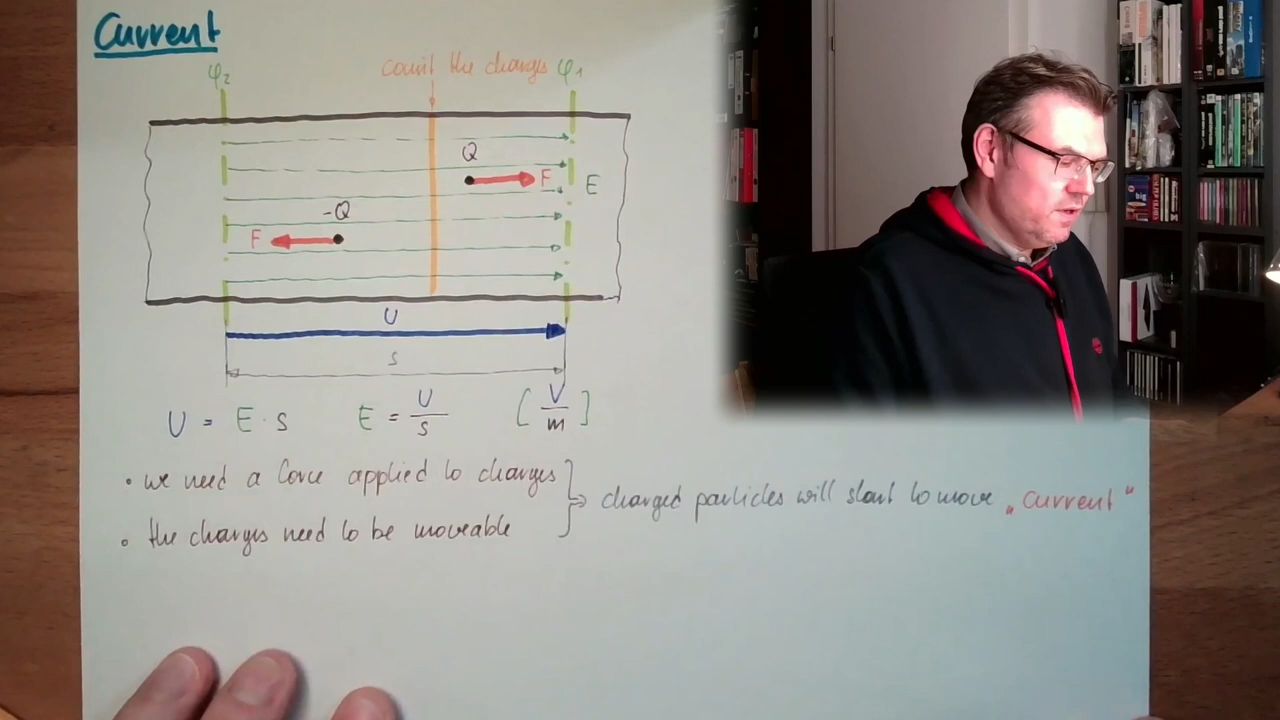 Current
φ₂ count the charges φ₁
Q
F E
-Q
F
U
s
U = E · s E = U/s [V/m]
• we need a Force applied to charges
• the charges need to be moveable
⇒ charged particles will start to move „current"